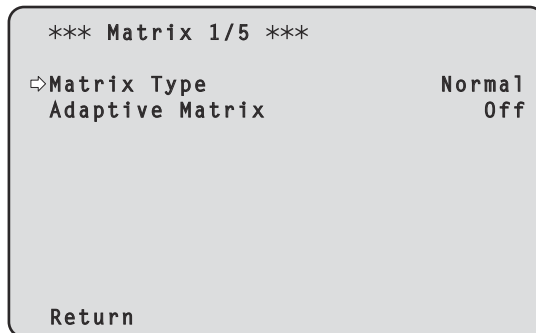 *** Matrix 1/5 ***
⇨Matrix Type Normal
Adaptive Matrix Off
Return